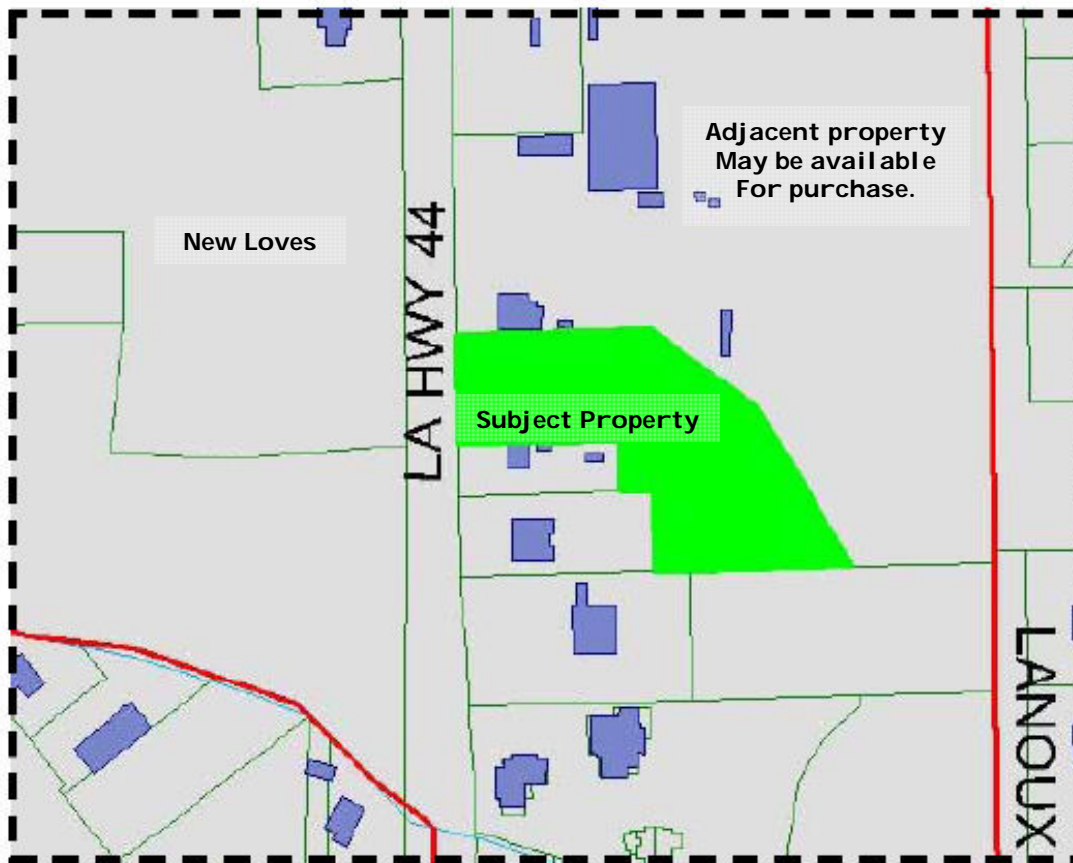 Adjacent property
May be available
For purchase.
New Loves
LA HWY 44
Subject Property
LANOUX